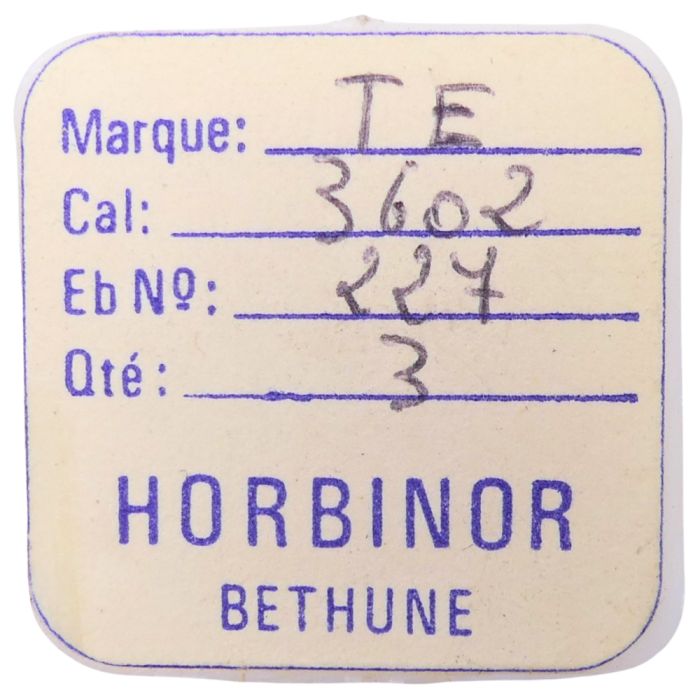 Marque: TE
Cal: 3602
Eb Nº: 227
Qté: 3
HORBINOR
BETHUNE